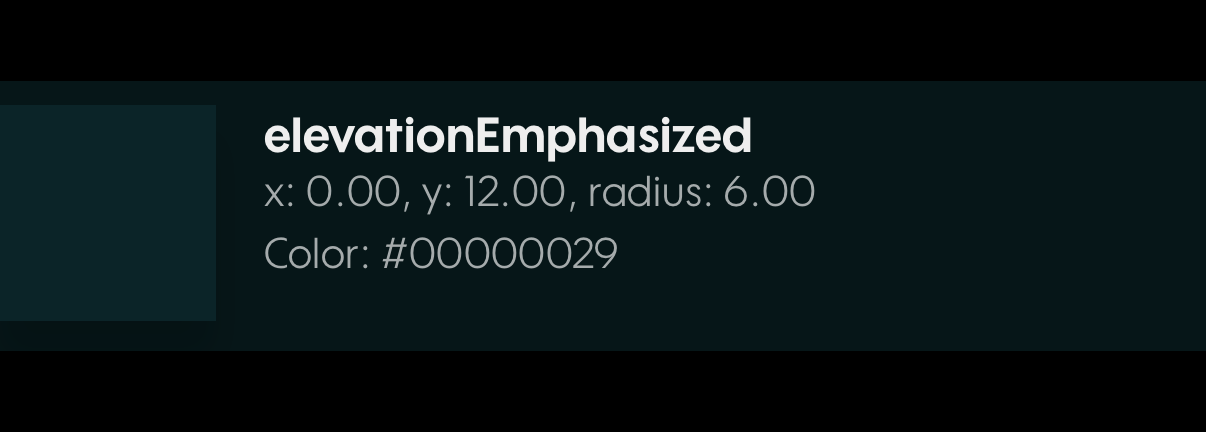 elevationEmphasized
x: 0.00, y: 12.00, radius: 6.00
Color: #00000029